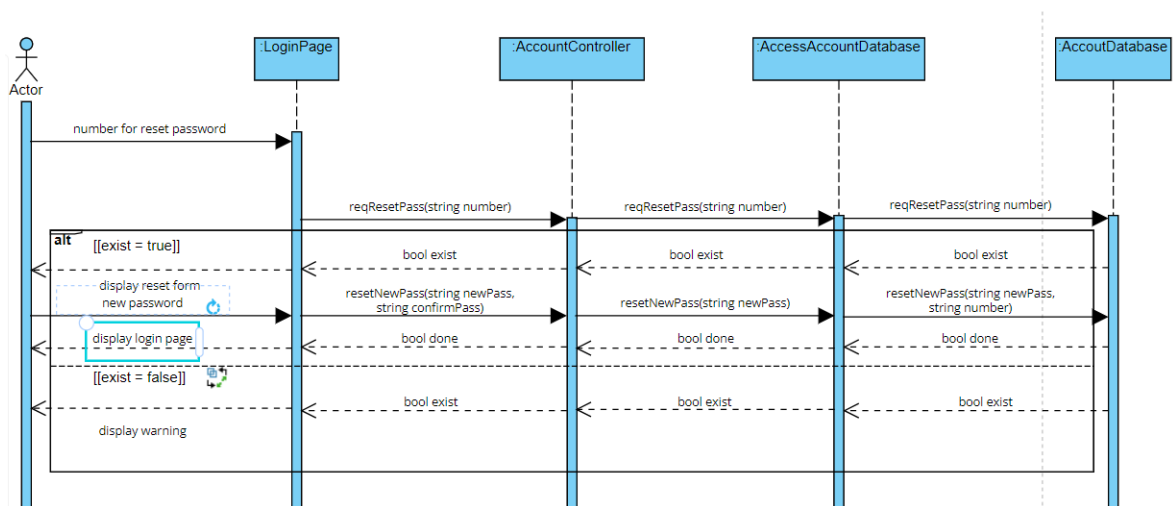 Actor
:LoginPage
:AccountController
:AccessAccountDatabase
:AccoutDatabase
number for reset password
reqResetPass(string number)
reqResetPass(string number)
reqResetPass(string number)
alt
[[exist = true]]
bool exist
bool exist
bool exist
display reset form
new password
resetNewPass(string newPass,
string confirmPass)
resetNewPass(string newPass)
resetNewPass(string newPass,
string number)
display login page
bool done
bool done
bool done
[[exist = false]]
bool exist
bool exist
bool exist
display warning